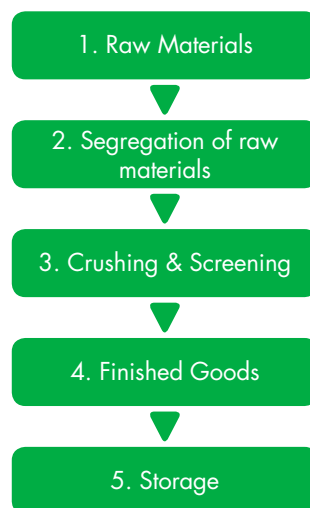 1. Raw Materials
2. Segregation of raw
materials
3. Crushing & Screening
4. Finished Goods
5. Storage